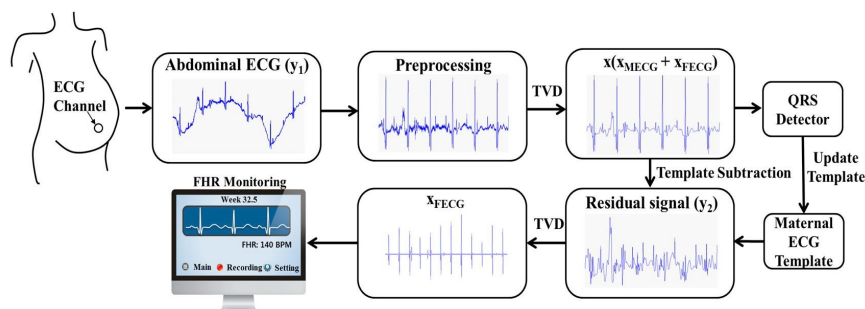 ECG
Channel
Abdominal ECG (y1)
Preprocessing
TVD
x(xMECG + xFECG)
QRS
Detector
Update
Template
Template Subtraction
Maternal
ECG
Template
Residual signal (y2)
TVD
xFECG
FHR Monitoring
Week 32.5
FHR: 140 BPM
Main Recording Setting